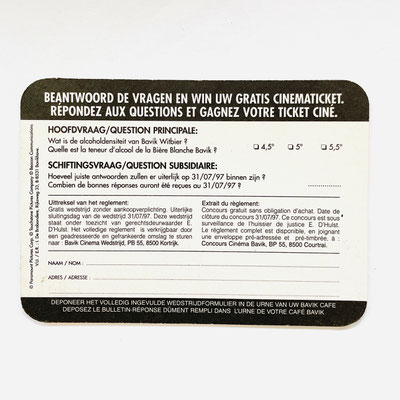 BEANTWOORD DE VRAGEN EN WIN UW GRATIS CINEMATICKET.
RÉPONDEZ AUX QUESTIONS ET GAGNEZ VOTRE TICKET CINÉ.
HOOFDVRAAG/QUESTION PRINCIPALE:
Wat is de alcoholdensiteit van Bavik Witbier ?
Quelle est la teneur d'alcool de la Bière Blanche Bavik ? ❏ 4,5° ❏ 5° ❏ 5,5°
SCHIFTINGSVRAAG/QUESTION SUBSIDIAIRE:
Hoeveel juiste antwoorden zullen er uiterlijk op 31/07/97 binnen zijn ?
Combien de bonnes réponses auront été reçues au 31/07/97 ?
Uittreksel van het reglement:
Gratis wedstrijd zonder aankoopverplichting. Uiterlijke
sluitingsdag van de wedstrijd 31/07/97. Deze wedstrijd
staat onder toezicht van gerechtsdeurwaarder E.
D'Hulst. Het volledige reglement is verkrijgbaar door
een geadresseerde en gefrankeerde omslag te sturen
naar : Bavik Cinema Wedstrijd, PB 55, 8500 Kortrijk.
Extrait du règlement:
Concours gratuit sans obligation d'achat. Date de
clôture du concours 31/07/97. Ce concours est sous
surveillance de l'huissier de justice E. D'Hulst.
Le règlement complet est disponible, en joignant
une enveloppe pré-adressée et pré-timbrée, à :
Concours Cinéma Bavik, BP 55, 8500 Courtrai.
NAAM / NOM :
ADRES / ADRESSE :
DEPONEER HET VOLLEDIG INGEVULDE WEDSTRIJDFORMULIER IN DE URNE VAN UW BAVIK CAFE
DEPOSEZ LE BULLETIN-RÉPONSE DÛMENT REMPLI DANS L'URNE DE VOTRE CAFÉ BAVIK